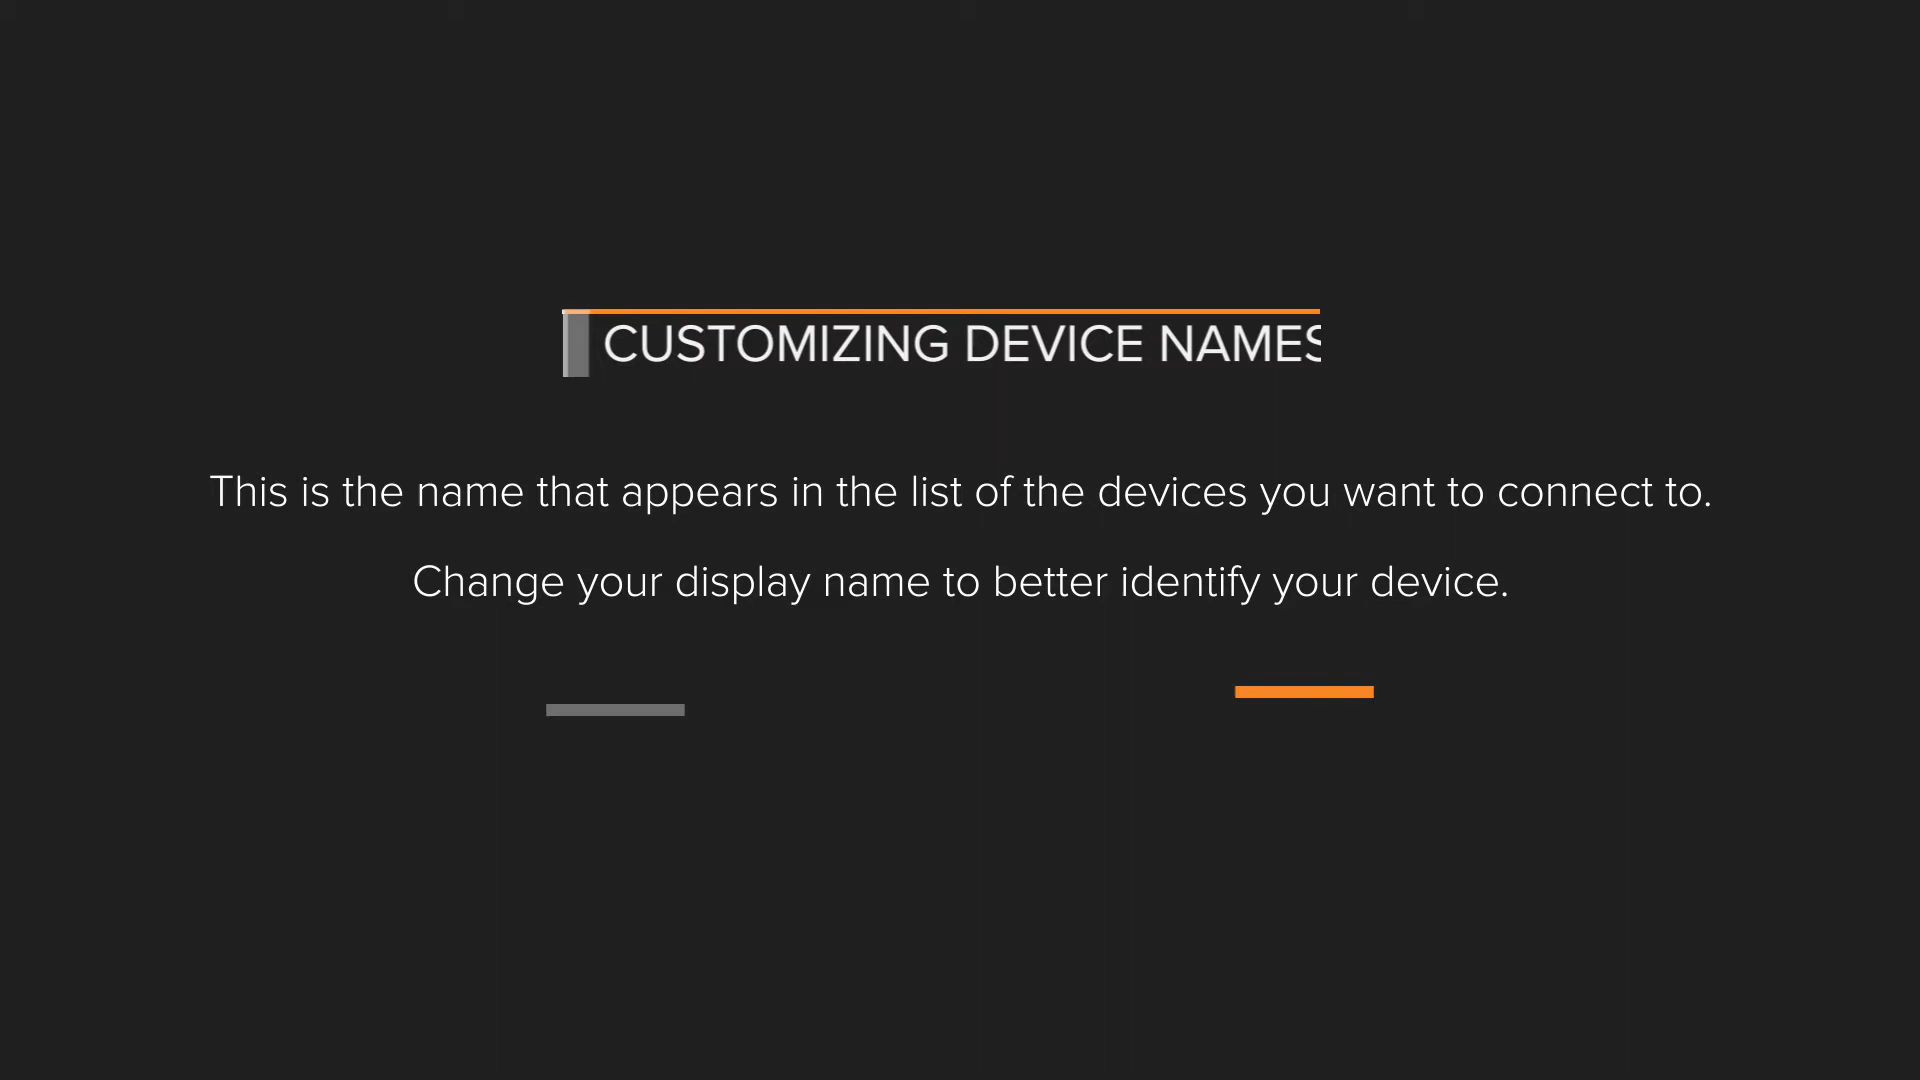 CUSTOMIZING DEVICE NAMES
This is the name that appears in the list of the devices you want to connect to.
Change your display name to better identify your device.